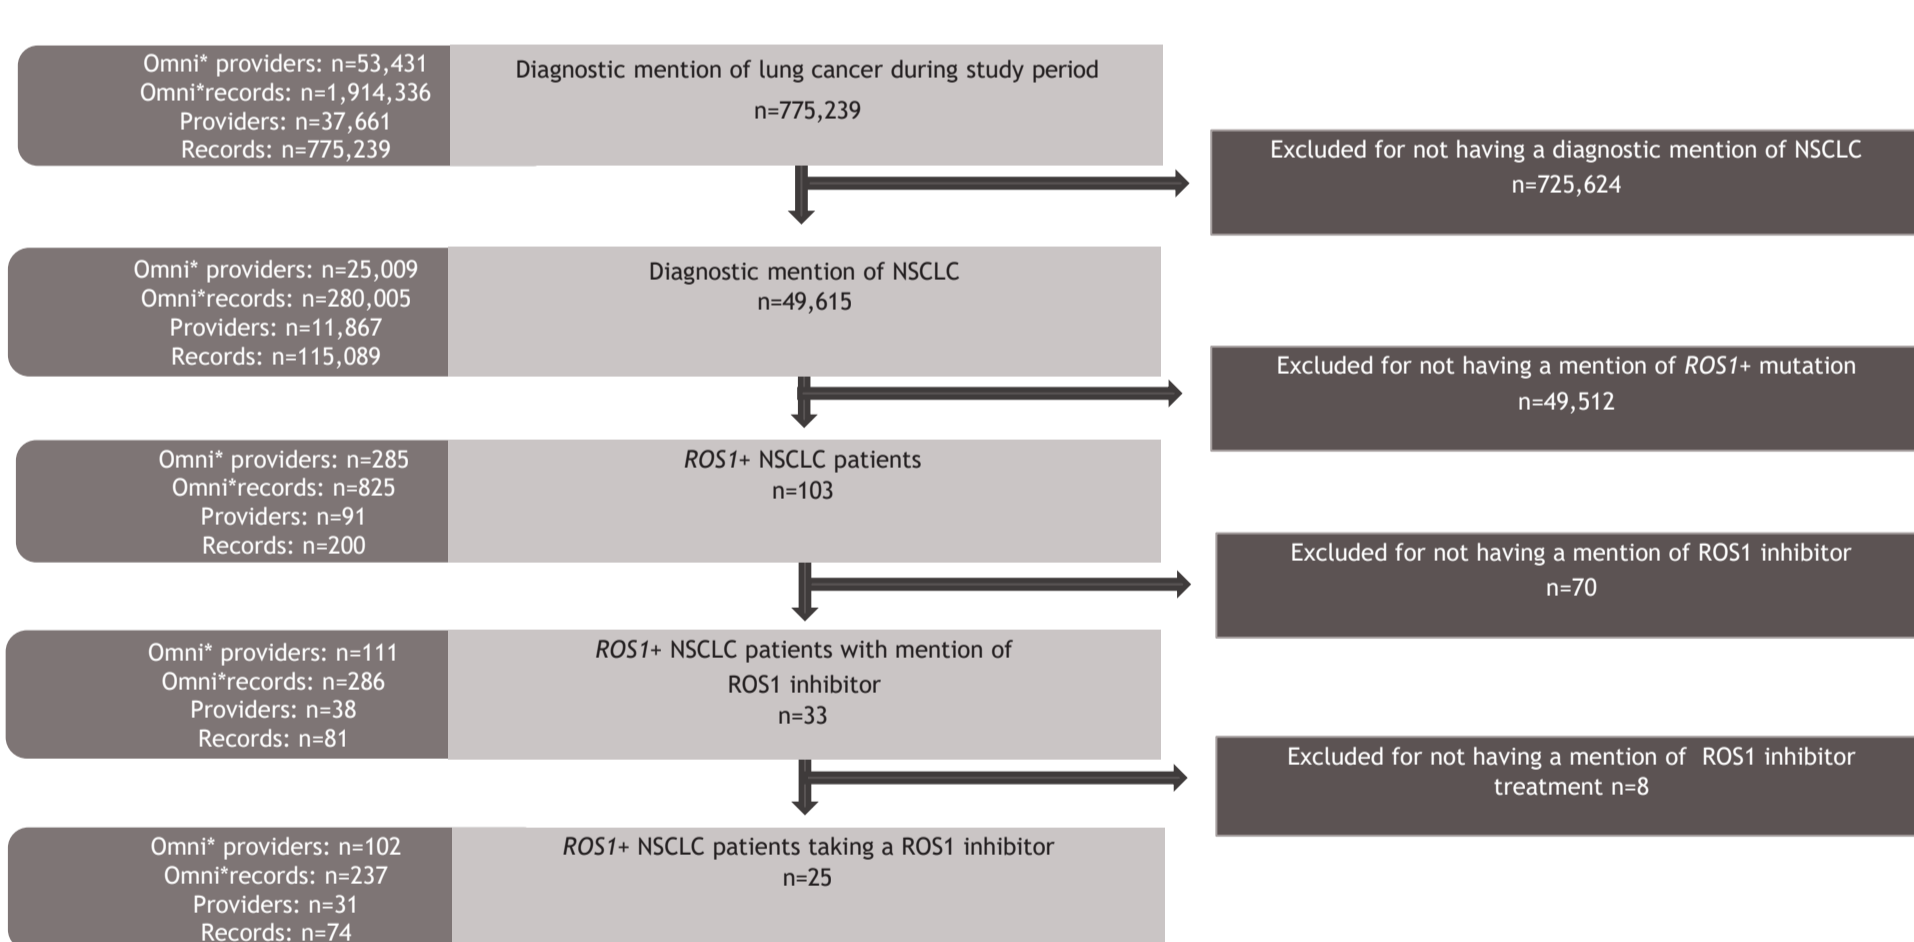 Omni* providers: n=53,431
Omni*records: n=1,914,336
Providers: n=37,661
Records: n=775,239
Diagnostic mention of lung cancer during study period
n=775,239
Excluded for not having a diagnostic mention of NSCLC
n=725,624
Omni* providers: n=25,009
Omni*records: n=280,005
Providers: n=11,867
Records: n=115,089
Diagnostic mention of NSCLC
n=49,615
Excluded for not having a mention of ROS1+ mutation
n=49,512
Omni* providers: n=285
Omni*records: n=825
Providers: n=91
Records: n=200
ROS1+ NSCLC patients
n=103
Excluded for not having a mention of ROS1 inhibitor
n=70
Omni* providers: n=111
Omni*records: n=286
Providers: n=38
Records: n=81
ROS1+ NSCLC patients with mention of
ROS1 inhibitor
n=33
Excluded for not having a mention of ROS1 inhibitor
treatment n=8
Omni* providers: n=102
Omni*records: n=237
Providers: n=31
Records: n=74
ROS1+ NSCLC patients taking a ROS1 inhibitor
n=25